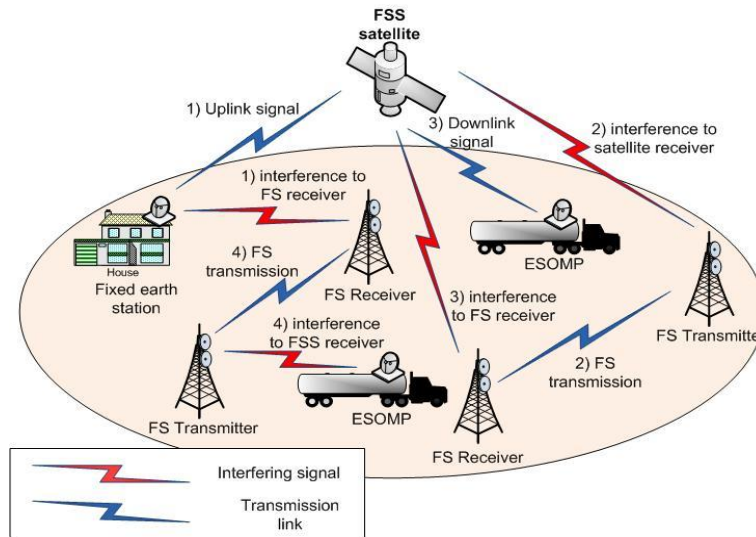 FSS
satellite
1) Uplink signal
3) Downlink
signal
2) interference to
satellite receiver
1) interference to
FS receiver
4) FS
transmission
House
Fixed earth
station
FS Receiver
ESOMP
3) interference
to FS receiver
FS Transmitter
4) interference
to FSS receiver
2) FS
transmission
FS Transmitter
ESOMP
FS Receiver
Interfering signal
Transmission
link